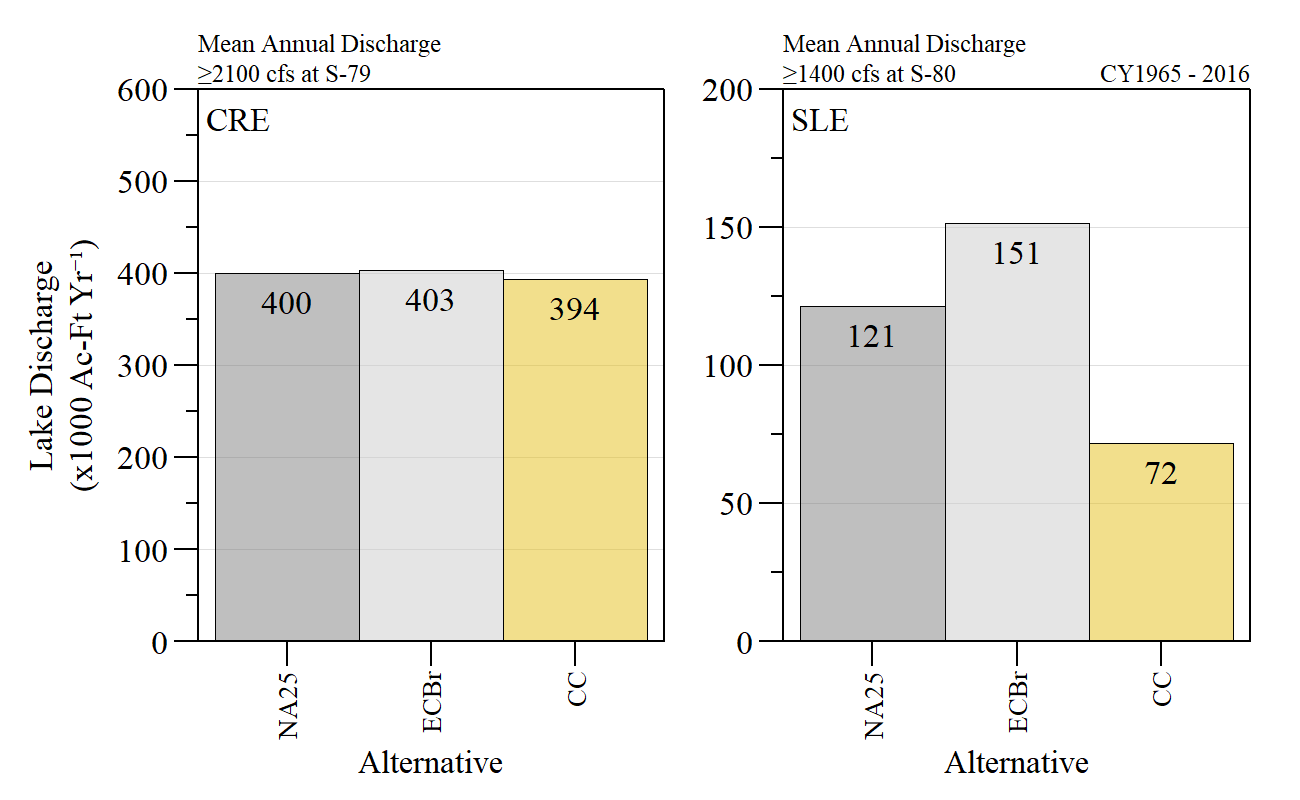 Mean Annual Discharge
≥2100 cfs at S-79
CRE
600
500
400
300
200
100
0
Lake Discharge
(x1000 Ac-Ft Yr⁻¹)
400
403
394
NA25
ECBr
CC
Alternative
Mean Annual Discharge
≥1400 cfs at S-80
CY1965 - 2016
SLE
200
150
100
50
0
121
151
72
NA25
ECBr
CC
Alternative